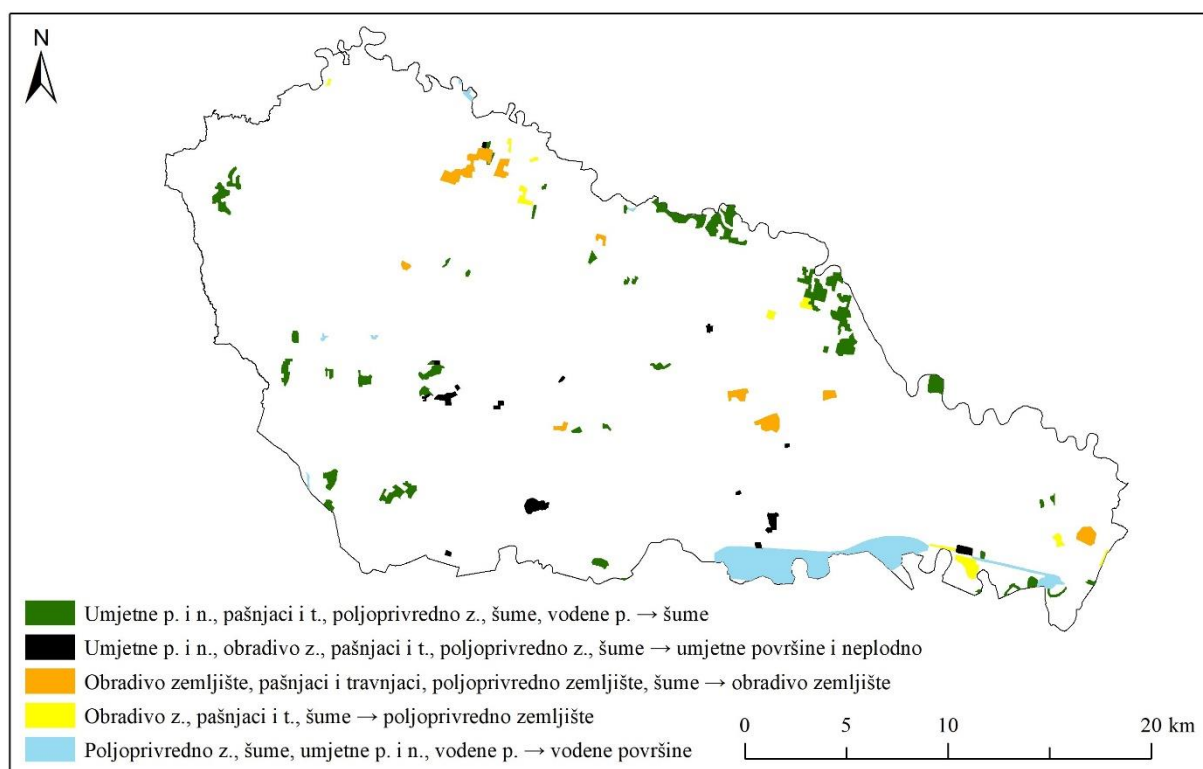 N
Umjetne p. i n., pašnjaci i t., poljoprivredno z., šume, vodene p. → šume
Umjetne p. i n., obradivo z., pašnjaci i t., poljoprivredno z., šume → umjetne površine i neplodno
Obradivo zemljište, pašnjaci i travnjaci, poljoprivredno zemljište, šume → obradivo zemljište
Obradivo z., pašnjaci i t., šume → poljoprivredno zemljište
Poljoprivredno z., šume, umjetne p. i n., vodene p. → vodene površine
0 5 10 20 km